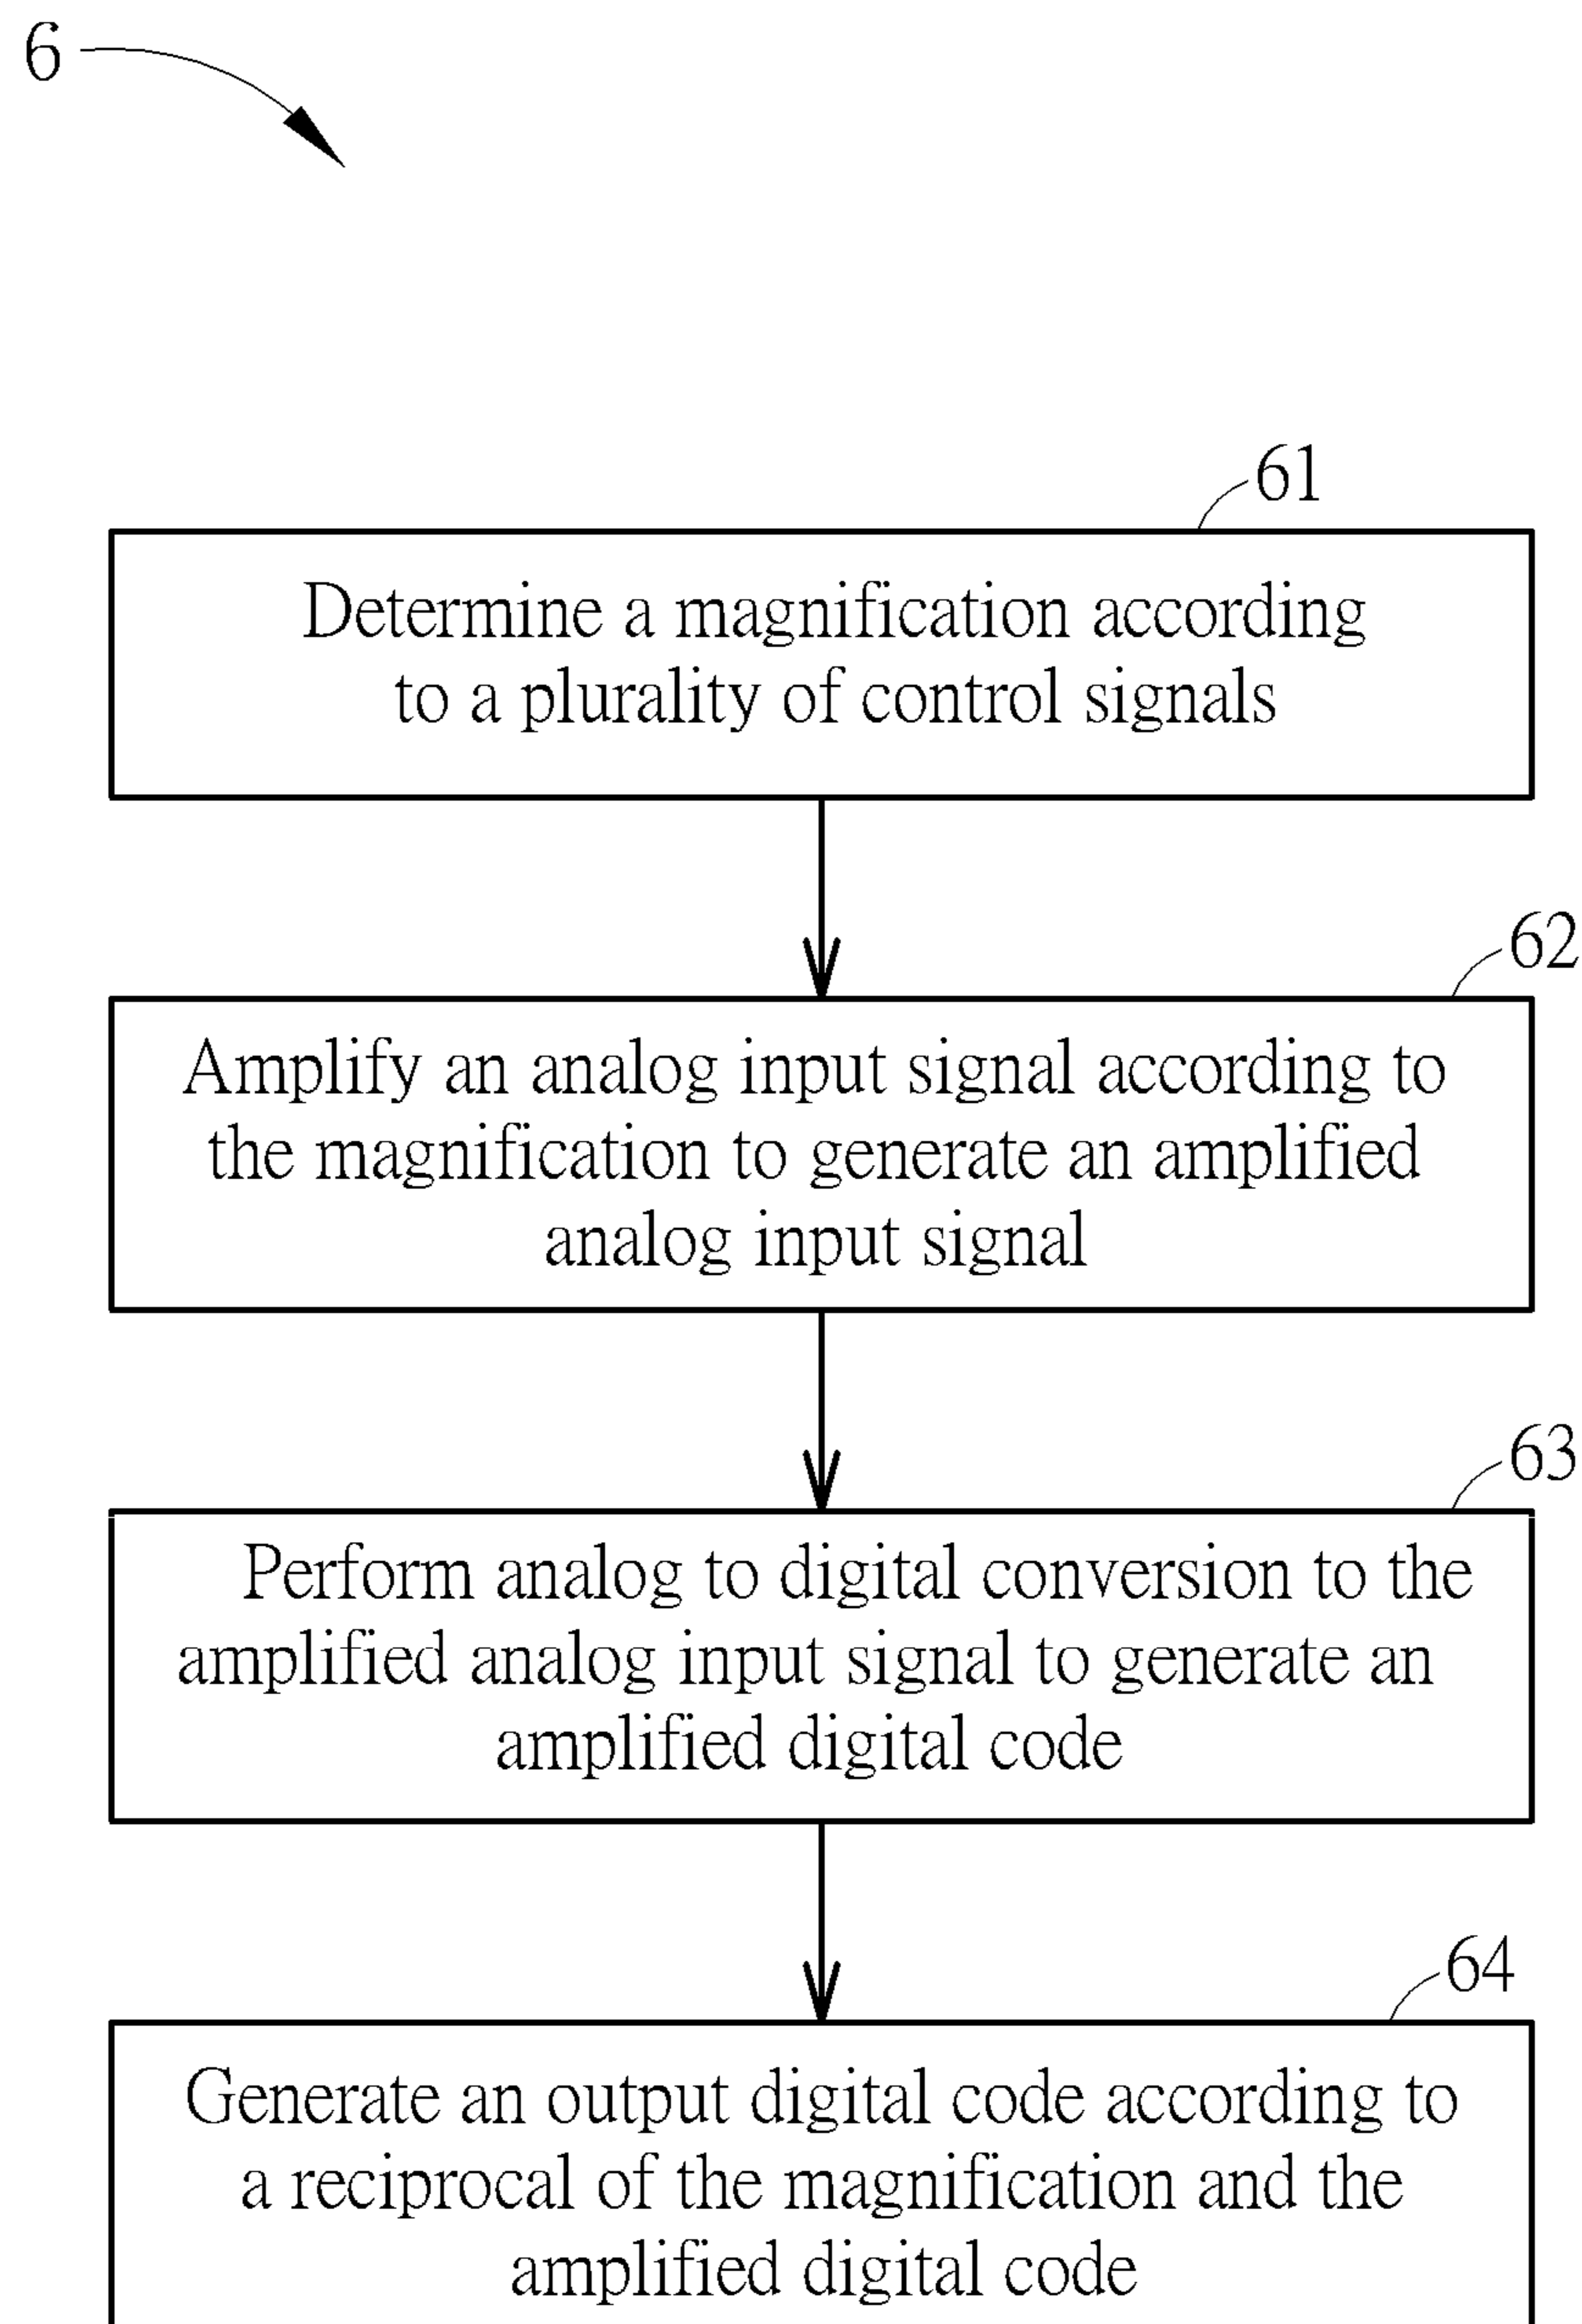 6
61
Determine a magnification according
to a plurality of control signals
62
Amplify an analog input signal according to
the magnification to generate an amplified
analog input signal
63
Perform analog to digital conversion to the
amplified analog input signal to generate an
amplified digital code
64
Generate an output digital code according to
a reciprocal of the magnification and the
amplified digital code